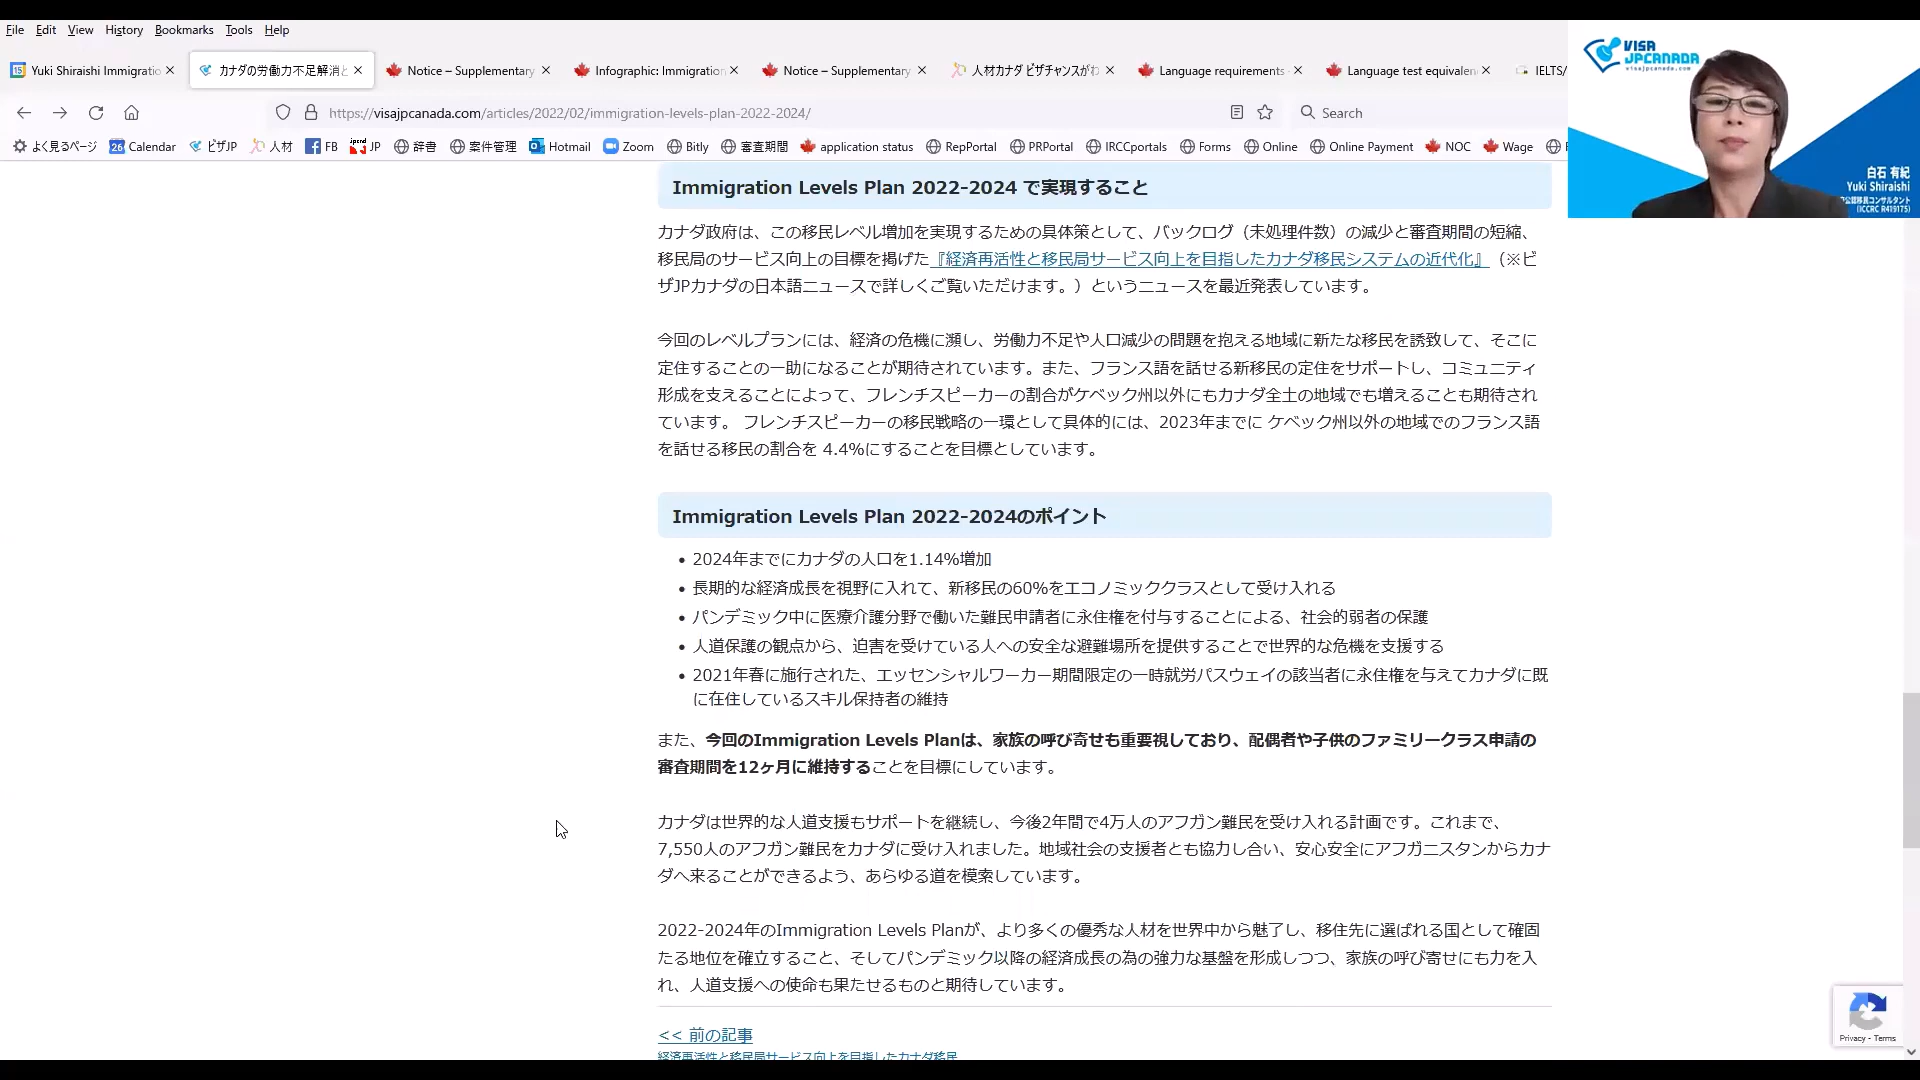 File Edit View History Bookmarks Tools Help
Yuki Shiraishi Immigratio
カナダの労働力不足解消と
Notice – Supplementary
Infographic: Immigration
Notice – Supplementary
人材カナダ ビザチャンスがわ
Language requirements
Language test equivalen
IELTS/
https://visajpcanada.com/articles/2022/02/immigration-levels-plan-2022-2024/
Search
よく見るページ Calendar ビザJP 人材 FB JP 辞書 案件管理 Hotmail Zoom Bitly 審査期間 application status RepPortal PRPortal IRCCportals Forms Online Online Payment NOC Wage
VISA
JPCANADA
visajpcanada.com
白石 有紀
Yuki Shiraishi
公認移民コンサルタント
(ICCRC R419175)
Immigration Levels Plan 2022-2024 で実現すること
カナダ政府は、この移民レベル増加を実現するための具体策として、バックログ（未処理件数）の減少と審査期間の短縮、
移民局のサービス向上の目標を掲げた『経済再活性と移民局サービス向上を目指したカナダ移民システムの近代化』（※ビ
ザJPカナダの日本語ニュースで詳しくご覧いただけます。）というニュースを最近発表しています。
今回のレベルプランには、経済の危機に瀕し、労働力不足や人口減少の問題を抱える地域に新たな移民を誘致して、そこに
定住することの一助になることが期待されています。また、フランス語を話せる新移民の定住をサポートし、コミュニティ
形成を支えることによって、フレンチスピーカーの割合がケベック州以外にもカナダ全土の地域でも増えることも期待され
ています。 フレンチスピーカーの移民戦略の一環として具体的には、2023年までに ケベック州以外の地域でのフランス語
を話せる移民の割合を 4.4%にすることを目標としています。
Immigration Levels Plan 2022-2024のポイント
• 2024年までにカナダの人口を1.14%増加
• 長期的な経済成長を視野に入れて、新移民の60%をエコノミッククラスとして受け入れる
• パンデミック中に医療介護分野で働いた難民申請者に永住権を付与することによる、社会的弱者の保護
• 人道保護の観点から、迫害を受けている人への安全な避難場所を提供することで世界的な危機を支援する
• 2021年春に施行された、エッセンシャルワーカー期間限定の一時就労パスウェイの該当者に永住権を与えてカナダに既
に在住しているスキル保持者の維持
また、今回のImmigration Levels Planは、家族の呼び寄せも重要視しており、配偶者や子供のファミリークラス申請の
審査期間を12ヶ月に維持することを目標にしています。
カナダは世界的な人道支援もサポートを継続し、今後2年間で4万人のアフガン難民を受け入れる計画です。これまで、
7,550人のアフガン難民をカナダに受け入れました。地域社会の支援者とも協力し合い、安心安全にアフガニスタンからカナ
ダへ来ることができるよう、あらゆる道を模索しています。
2022-2024年のImmigration Levels Planが、より多くの優秀な人材を世界中から魅了し、移住先に選ばれる国として確固
たる地位を確立すること、そしてパンデミック以降の経済成長の為の強力な基盤を形成しつつ、家族の呼び寄せにも力を入
れ、人道支援への使命も果たせるものと期待しています。
<< 前の記事
経済再活性と移民局サービス向上を目指したカナダ移民
Privacy - Terms